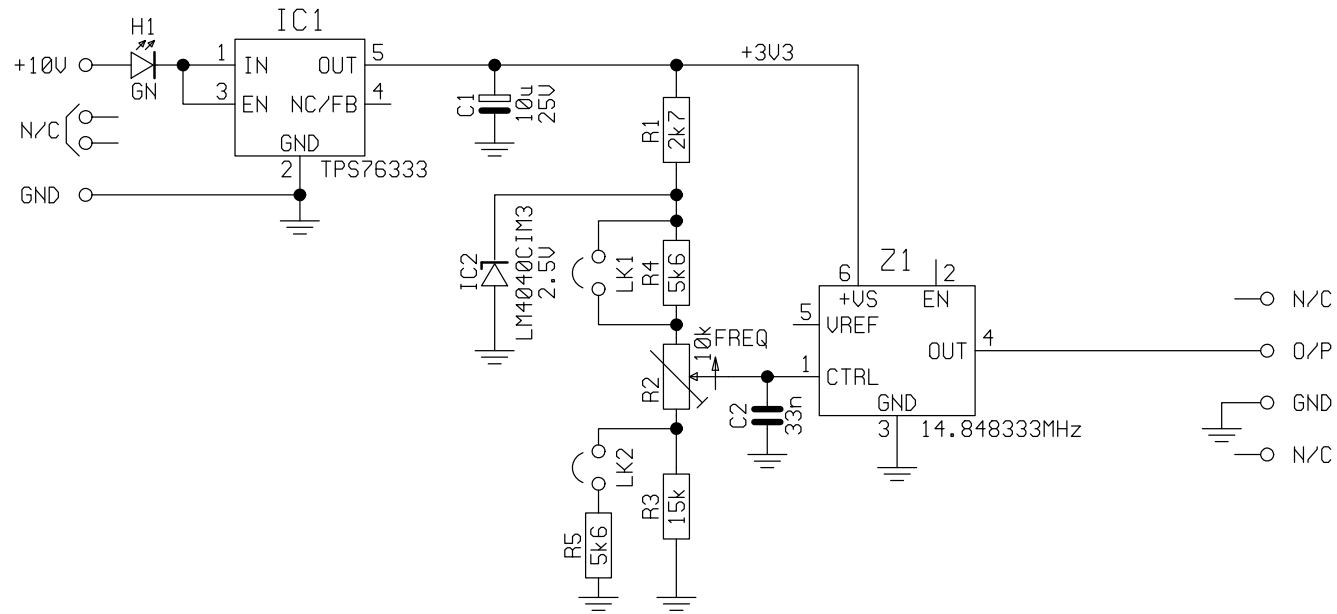 H1
IC1
+10V
GN
1
IN
OUT
5
+3V3
3
EN
NC/FB
4
C1
10u
25V
R1
2k7
N/C
GND
2
TPS76333
GND
IC2
LM4040CIM3
2.5V
LK1
R4
5k6
Z1
6
2
+VS
EN
5
VREF
OUT
4
1
CTRL
GND
3
14.848333MHz
N/C
O/P
GND
N/C
10k
FREQ
R2
C2
33n
LK2
R3
15k
R5
5k6